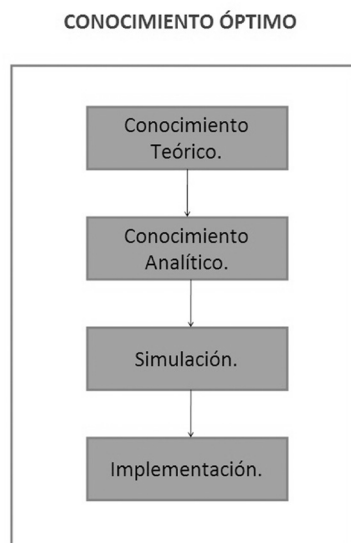 CONOCIMIENTO ÓPTIMO
Conocimiento
Teórico.
Conocimiento
Analítico.
Simulación.
Implementación.